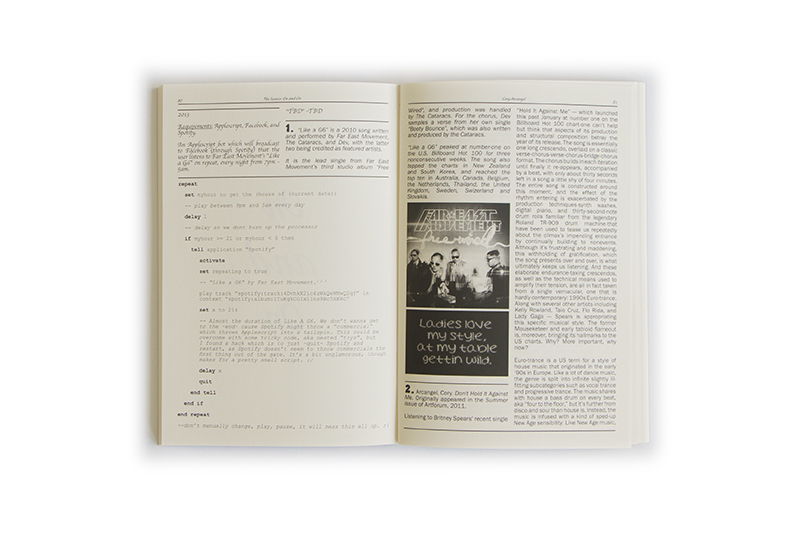 2013
Requirements: Applescript, Facebook, and
Spotify.
An Applescript bot which will broadcast
to Facebook (through Spotify) that the
user listens to Far East Movement's "Like
a G6" on repeat, every night from 7pm -
5am.
"TBD" -TBD
1. "Like a G6" is a 2010 song written
and performed by Far East Movement,
The Cataracs, and Dev, with the latter
two being credited as featured artists.
It is the lead single from Far East
Movement's third studio album "Free
repeat
set myhour to get the (hours of (current date))
-- play between 9pm and 5am every day
delay 1
-- delay so we dont burn up the processor
if myhour >= 21 or myhour < 5 then
tell application "Spotify"
activate
set repeating to true
-- "Like a G6" by Far East Movement.
play track
in
context
set x to
-- Almost the duration of Like A G6. We don't wanna get
to the -end- cause Spotify might throw a "commercial"
which throws Applescript into a tailspin. This could be
overcome with some tricky code, aka nested "trys", but
I found a hack which is to just -quit- Spotify and
restart, as Spotify doesn't seem to throw commercials the
first thing out of the gate. It's a bit unglamorous, though
makes for a pretty small script. :/
delay x
quit
end tell
end if
end repeat
--don't manually change, play, pause, it will mess this all up.
Cory Arcangel
Wired", and production was handled
by The Cataracs. For the chorus, Dev
samples a verse from her own single
"Booty Bounce", which was also written
and produced by the Cataracs.
"Like a G6" peaked at number-one on
the U.S. Billboard Hot 100 for three
nonconsecutive weeks. The song also
topped the charts in New Zealand
and South Korea, and reached the
top ten in Australia, Canada, Belgium,
the Netherlands, Thailand, the United
Kingdom, Sweden, Swizerland and
Slovakia.
FAR★EAST
MOVEMENT
free wired
Ladies love
my style,
at my table
gettin wild.
2. Arcangel, Cory. Don't Hold It Against
Me. Originally appeared in the Summer
issue of Artforum, 2011.
Listening to Britney Spears' recent single
"Hold It Against Me" — which launched
this past January at number one on the
Billboard Hot 100 chart-one can't help
but think that aspects of its production
and structural composition betray the
year of its release. The song is essentially
one long crescendo, overlaid on a classic
verse-chorus-verse-chorus-bridge-chorus
format. The chorus builds in each iteration
until finally it re-appears, accompanied
by a beat, with only about thirty seconds
left in a song a little shy of four minutes.
The entire song is constructed around
this moment, and the effect of the
rhythm entering is exacerbated by the
production techniques-synth washes,
digital piano, and thirty-second-note
drum rolls familiar from the legendary
Roland TR-909 drum machine-that
have been used to tease us repeatedly
about the climax's impending entrance
by continually building to nonevents.
Although it's frustrating and maddening,
this withholding of gratification, which
the song presents over and over, is what
ultimately keeps us listening. And these
elaborate endurance-taxing crescendos,
as well as the technical means used to
amplify their tension, are all in fact taken
from a single vernacular, one that is
hardly contemporary: 1990s Euro-trance.
Along with several other artists including
Kelly Rowland, Taio Cruz, Flo Rida, and
Lady Gaga — Spears is appropriating
this specific musical style. The former
Mouseketeer and early tabloid flameout
is, moreover, bringing its hallmarks to the
US charts. Why? More important, why
now?
Euro-trance is a US term for a style of
house music that originated in the early
'90s in Europe. Like a lot of dance music,
the genre is split into infinite slightly ill-
fitting subcategories such as vocal trance
and progressive trance. The music shares
with house a bass drum on every beat,
aka "four to the floor," but it's further from
disco and soul than house is. Instead, the
music is infused with a kind of sped-up
New Age sensibility: Like New Age music,